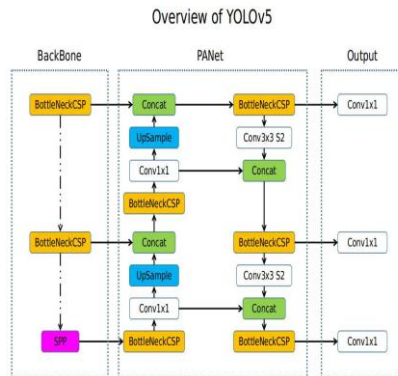 Overview of YOLOv5
BackBone PANet Output
BottleNeckCSP Concat BottleNeckCSP Conv1x1
UpSample Conv3x3 S2
Conv1x1 Concat
BottleNeckCSP
BottleNeckCSP Concat BottleNeckCSP Conv1x1
UpSample Conv3x3 S2
Conv1x1 Concat
SPP BottleNeckCSP BottleNeckCSP Conv1x1